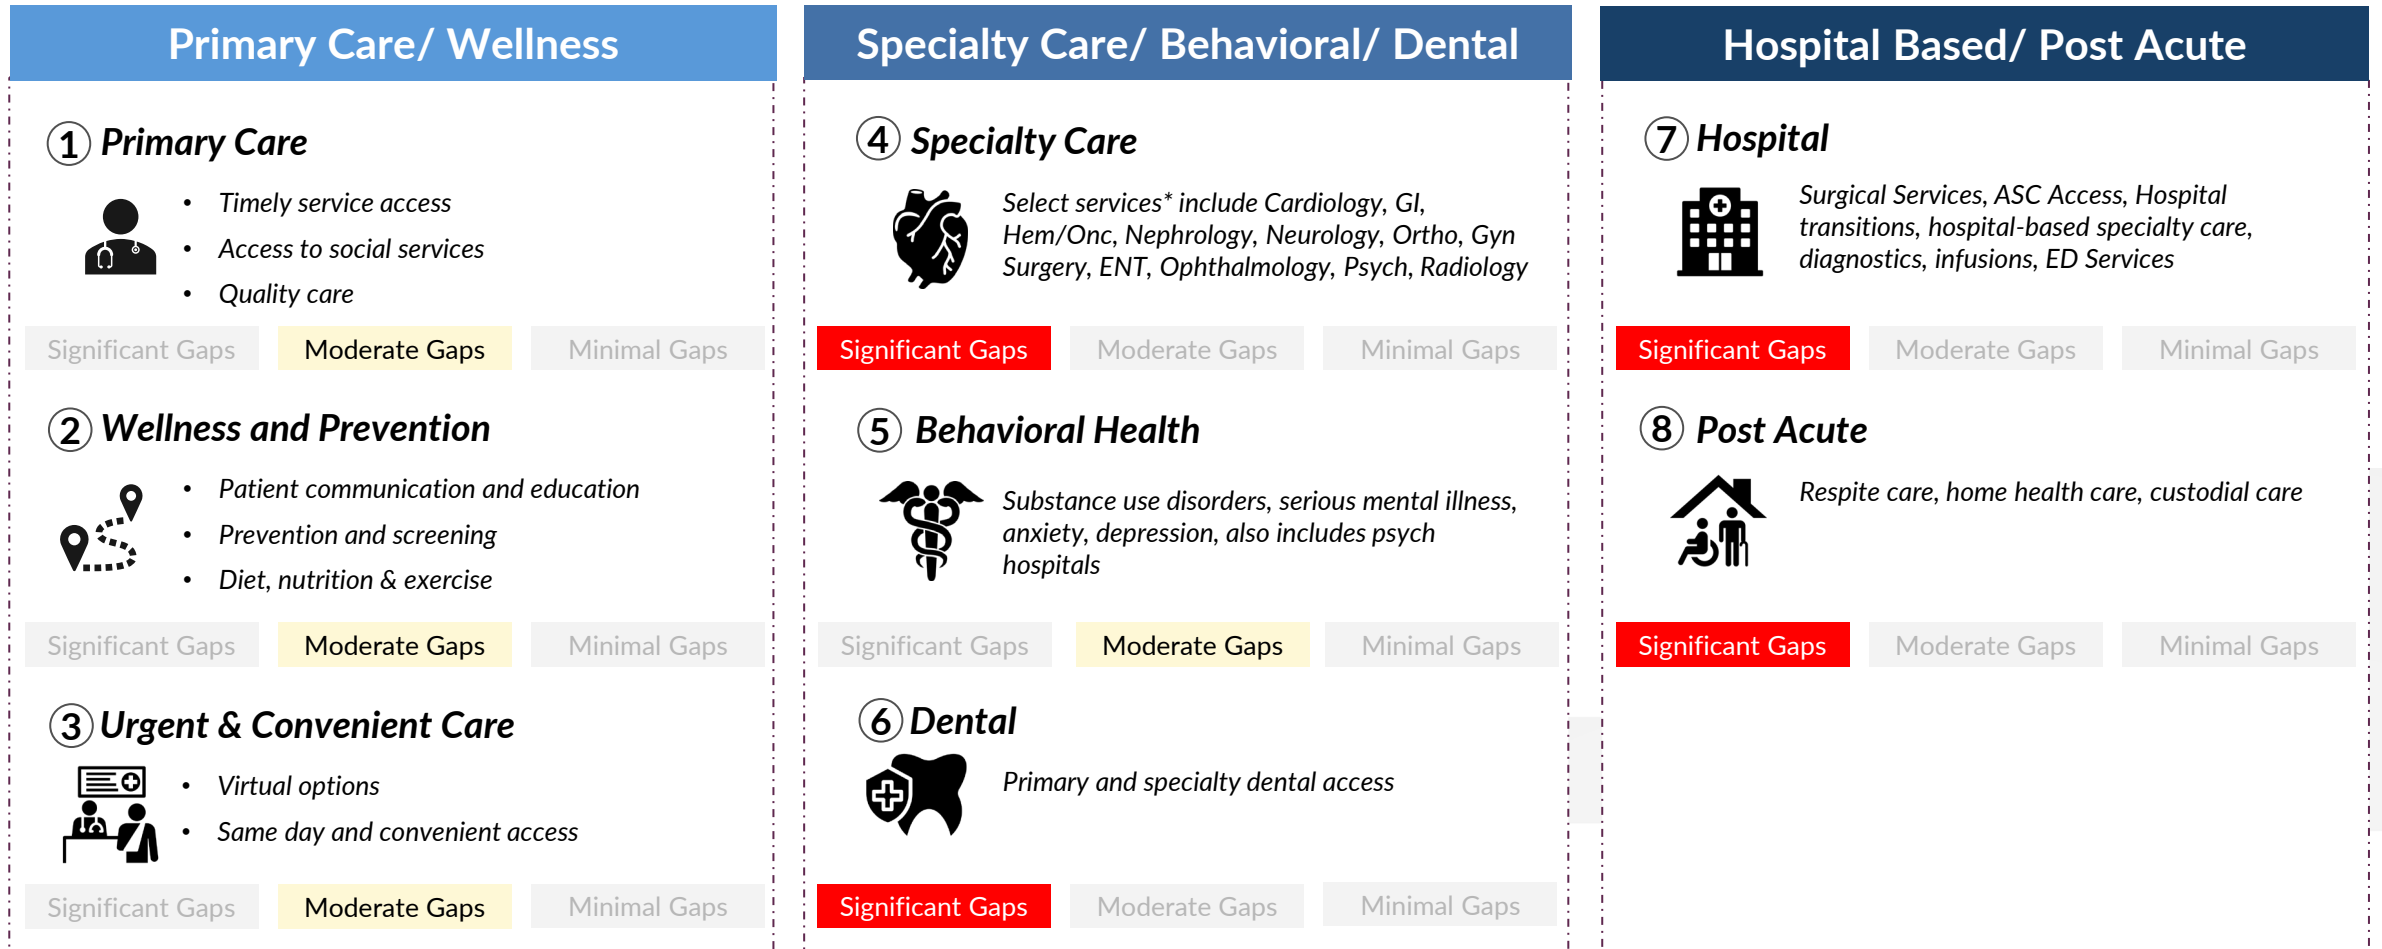 Primary Care/ Wellness
1 Primary Care
• Timely service access
• Access to social services
• Quality care
Significant Gaps Moderate Gaps Minimal Gaps
2 Wellness and Prevention
• Patient communication and education
• Prevention and screening
• Diet, nutrition & exercise
Significant Gaps Moderate Gaps Minimal Gaps
3 Urgent & Convenient Care
• Virtual options
• Same day and convenient access
Significant Gaps Moderate Gaps Minimal Gaps
Specialty Care/ Behavioral/ Dental
4 Specialty Care
Select services* include Cardiology, GI,
Hem/Onc, Nephrology, Neurology, Ortho, Gyn
Surgery, ENT, Ophthalmology, Psych, Radiology
Significant Gaps Moderate Gaps Minimal Gaps
5 Behavioral Health
Substance use disorders, serious mental illness,
anxiety, depression, also includes psych
hospitals
Significant Gaps Moderate Gaps Minimal Gaps
6 Dental
Primary and specialty dental access
Significant Gaps Moderate Gaps Minimal Gaps
Hospital Based/ Post Acute
7 Hospital
Surgical Services, ASC Access, Hospital
transitions, hospital-based specialty care,
diagnostics, infusions, ED Services
Significant Gaps Moderate Gaps Minimal Gaps
8 Post Acute
Respite care, home health care, custodial care
Significant Gaps Moderate Gaps Minimal Gaps